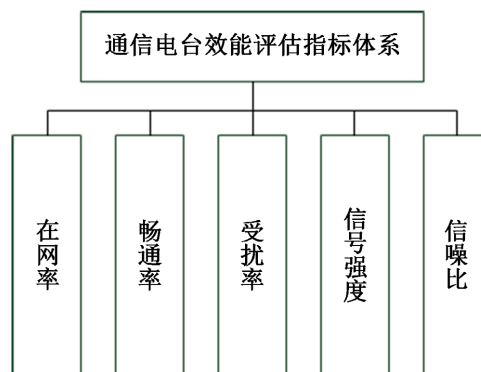 通信电台效能评估指标体系
在网率
畅通率
受扰率
信号强度
信噪比